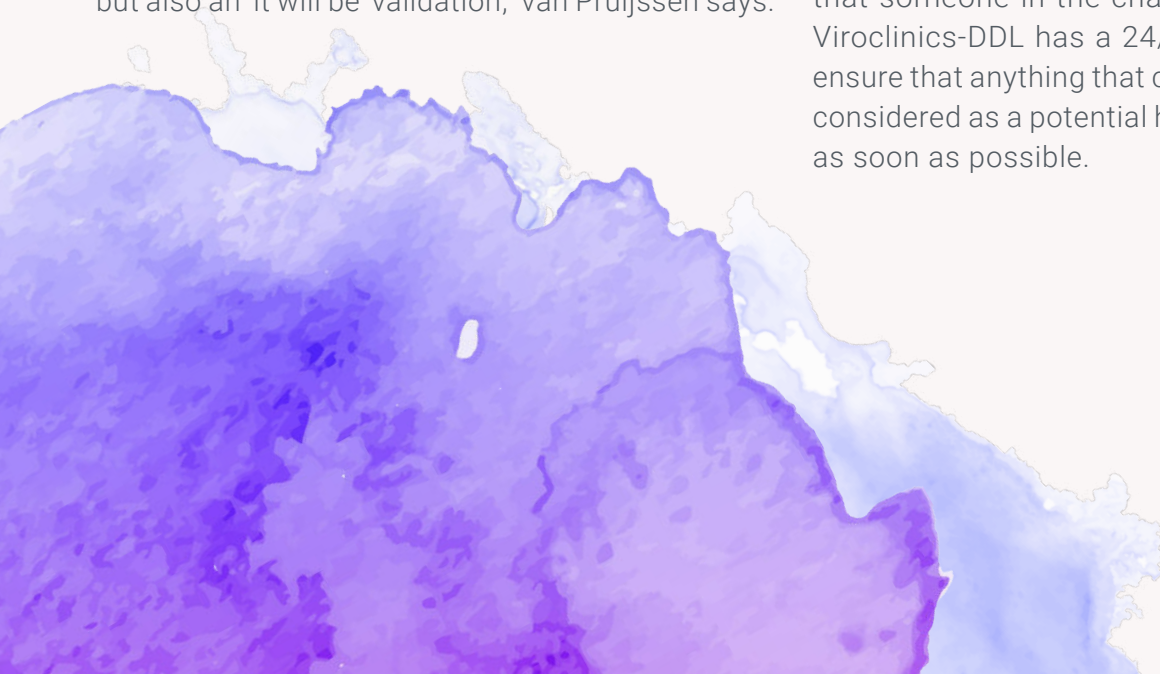 but also an 'it will be' validation," Van Pruijssen says.
that someone in the
Viroclinics-DDL has a 24/
ensure that anything that
considered as a potential
as soon as possible.